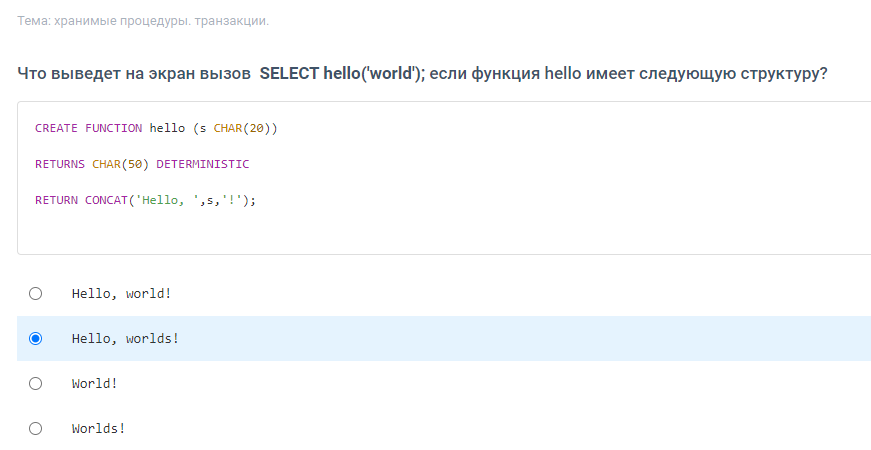 Тема: хранимые процедуры. транзакции.
Что выведет на экран вызов SELECT hello('world'); если функция hello имеет следующую структуру?
CREATE FUNCTION hello (s CHAR(20))
RETURNS CHAR(50) DETERMINISTIC
RETURN CONCAT('Hello, ',s,'!');
Hello, world!
Hello, worlds!
World!
Worlds!